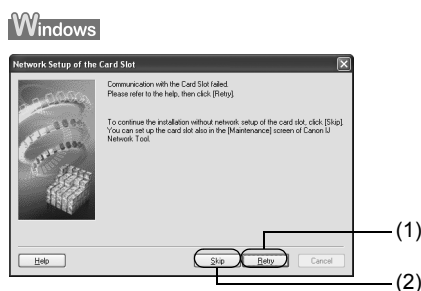 Windows
Network Setup of the Card Slot
Communication with the Card Slot failed.
Please refer to the help, then click [Retry].
To continue the installation without network setup of the card slot, click [Skip].
You can set up the card slot also in the [Maintenance] screen of Canon IJ
Network Tool.
(1)
Help Skip Retry Cancel
(2)